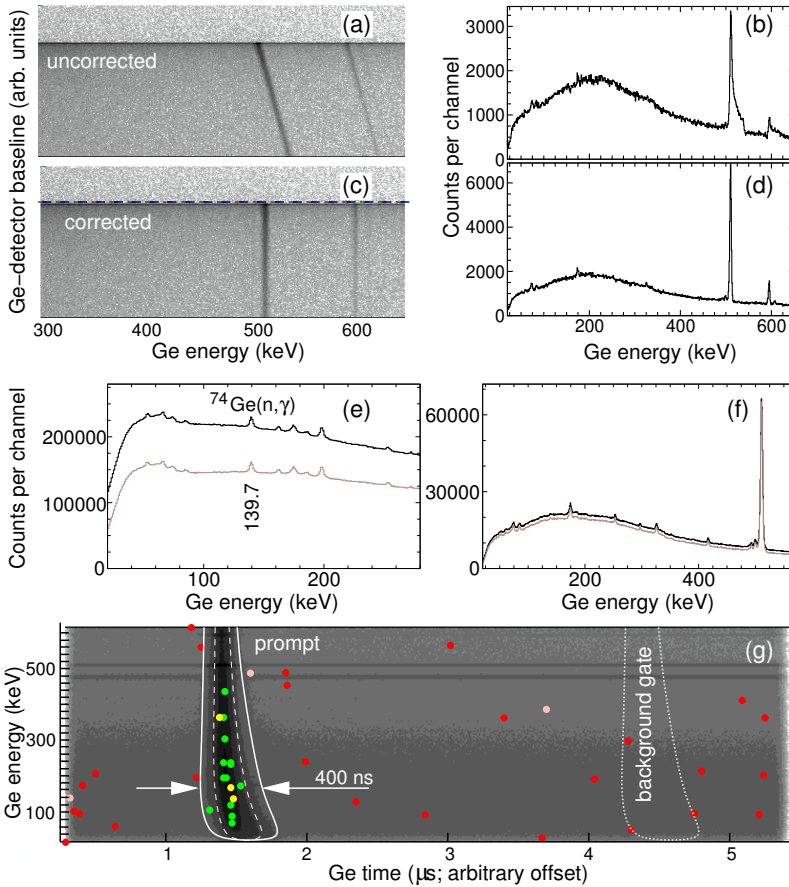 Ge−detector baseline (arb. units)
(a)
uncorrected
(c)
corrected
300 400 500 600
Ge energy (keV)
Counts per channel
(b)
3000
2000
1000
0
(d)
6000
4000
2000
0
200 400 600
Ge energy (keV)
Counts per channel
(e)
74Ge(n,γ)
200000
100000
0
139.7
100 200
Ge energy (keV)
(f)
60000
30000
0
200 400
Ge energy (keV)
Ge energy (keV)
500
300
100
prompt
(g)
background gate
400 ns
1 2 3 4 5
Ge time (μs; arbitrary offset)